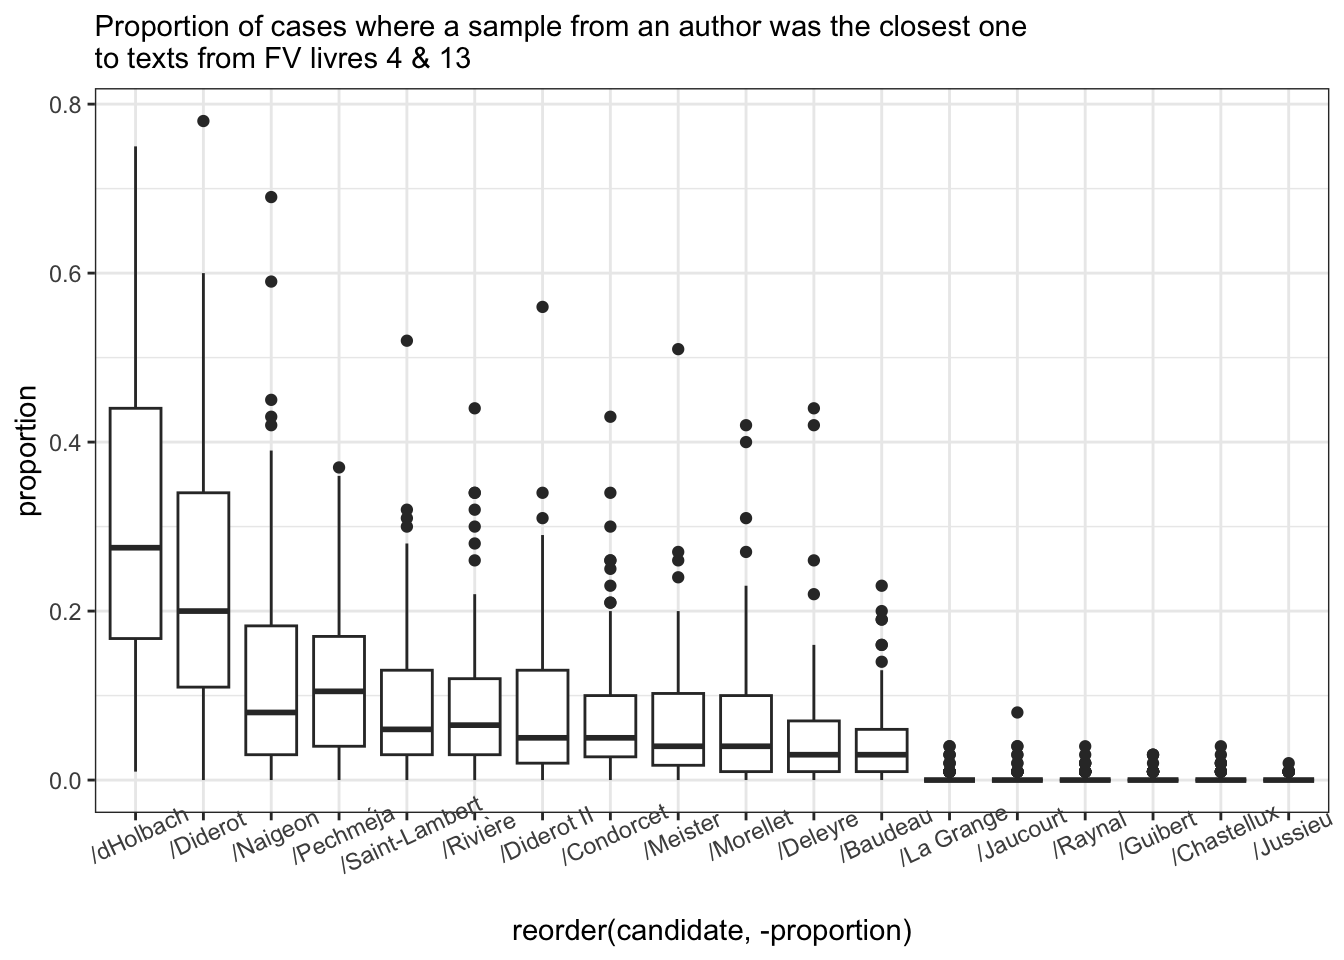 Proportion of cases where a sample from an author was the closest one
to texts from FV livres 4 & 13
proportion
0.8
0.6
0.4
0.2
0.0
/dHolbach
/Diderot
/Naigeon
/Pechméja
/Saint-Lambert
/Rivière
/Diderot II
/Condorcet
/Meister
/Morellet
/Deleyre
/Baudeau
/La Grange
/Jaucourt
/Raynal
/Guibert
/Chastellux
/Jussieu
reorder(candidate, -proportion)